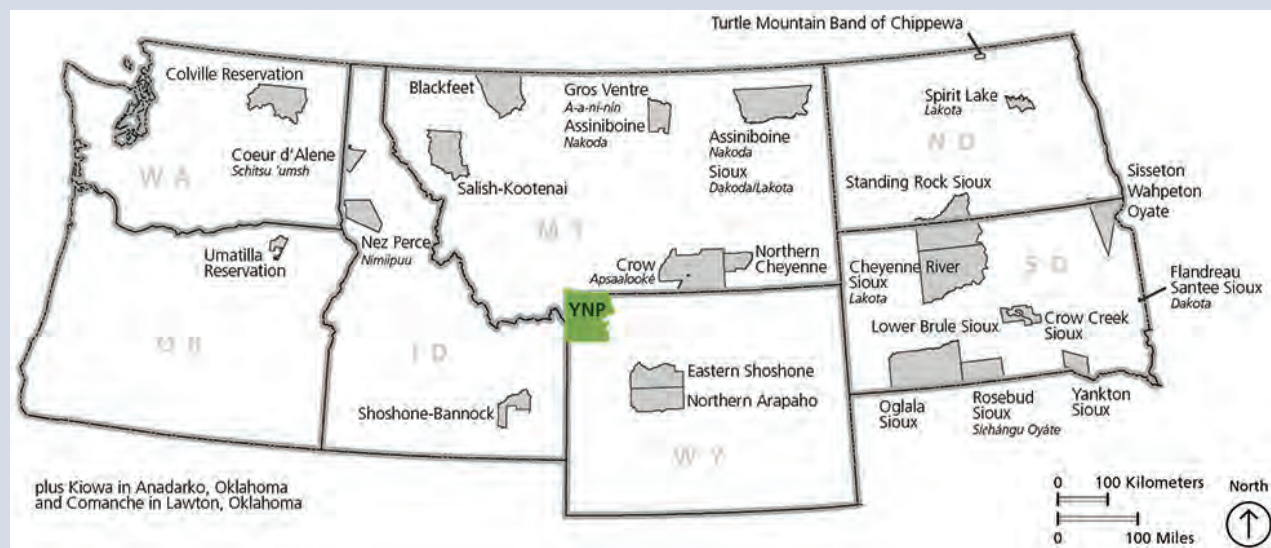 Turtle Mountain Band of Chippewa
Colville Reservation
Blackfeet
Gros Ventre
A-a-ni-nin
Assiniboine
Nakoda
Assiniboine
Nakoda
Sioux
Dakoda/Lakota
Spirit Lake
Lakota
N D
Coeur d'Alene
Schitsu 'umsh
W A
Salish-Kootenai
Standing Rock Sioux
Sisseton
Wahpeton
Oyate
Umatilla
Reservation
Nez Perce
Nimiipuu
M T
Crow
Apsaalooké
Northern
Cheyenne
Cheyenne River
Sioux
Lakota
S D
Flandreau
Santee Sioux
Dakota
YNP
Lower Brule Sioux
Crow Creek
Sioux
O R
I D
Eastern Shoshone
Northern Arapaho
Shoshone-Bannock
Oglala
Sioux
Rosebud
Sioux
Yankton
Sioux
W Y
plus Kiowa in Anadarko, Oklahoma
and Comanche in Lawton, Oklahoma
0 100 Kilometers
0 100 Miles
North